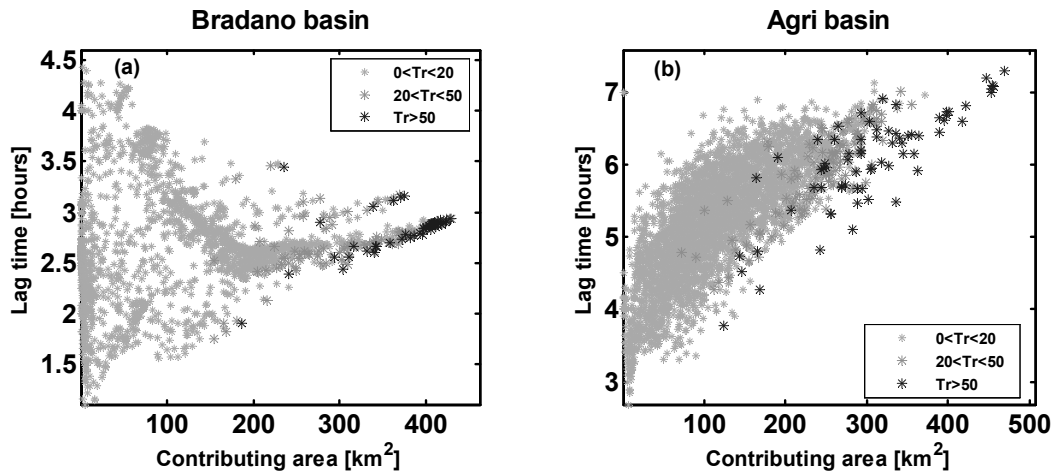 Bradano basin
(a)
0<Tr<20
20<Tr<50
Tr>50
4.5
4
3.5
3
2.5
2
1.5
Lag time [hours]
100 200 300 400
Contributing area [km²]
Agri basin
(b)
0<Tr<20
20<Tr<50
Tr>50
7
6
5
4
3
Lag time [hours]
100 200 300 400 500
Contributing area [km²]